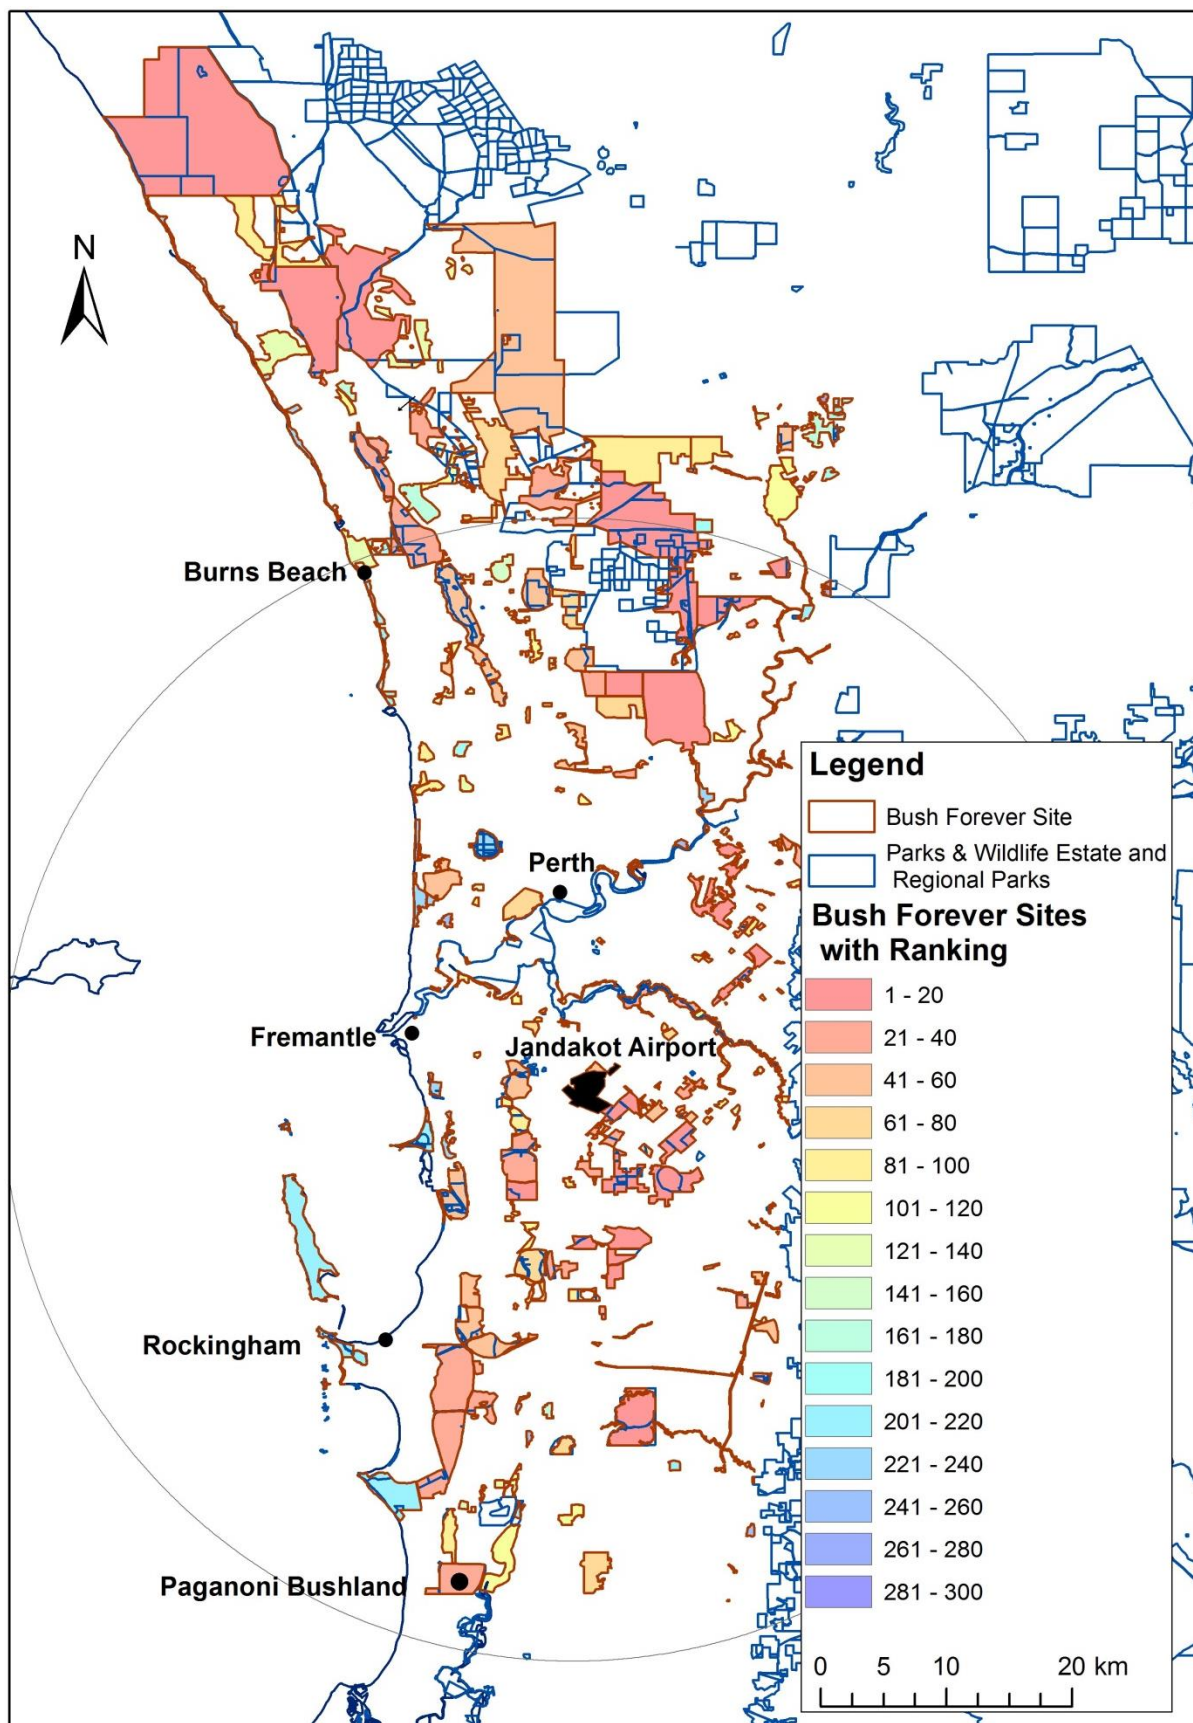 N
Burns Beach
Perth
Fremantle
Jandakot Airport
Rockingham
Paganoni Bushland
Legend
Bush Forever Site
Parks & Wildlife Estate and
Regional Parks
Bush Forever Sites
with Ranking
1 - 20
21 - 40
41 - 60
61 - 80
81 - 100
101 - 120
121 - 140
141 - 160
161 - 180
181 - 200
201 - 220
221 - 240
241 - 260
261 - 280
281 - 300
0 5 10 20 km